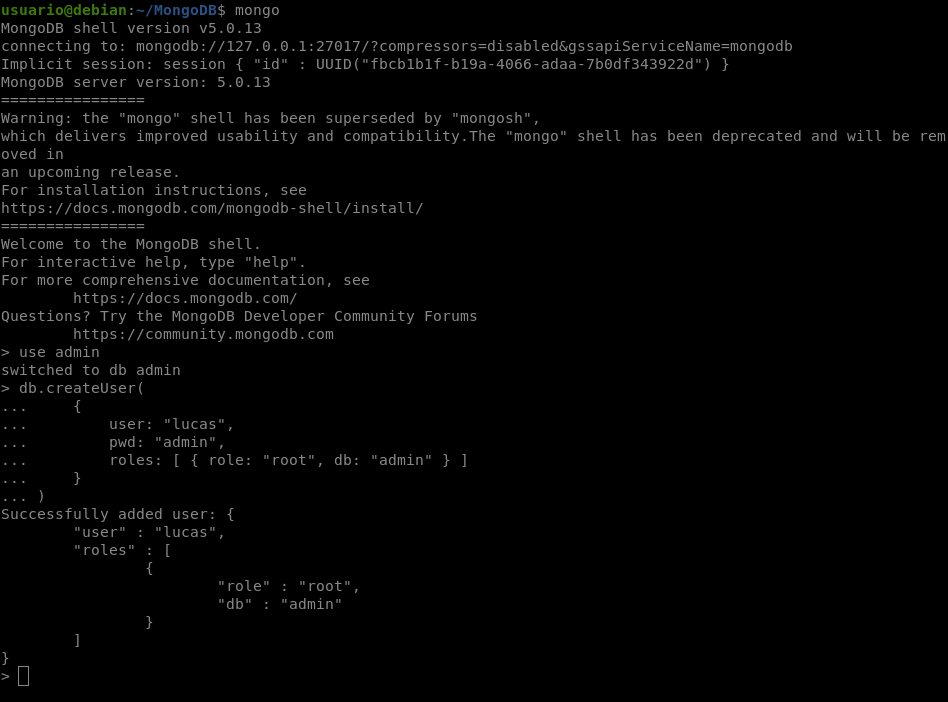 usuario@debian:~/MongoDB$ mongo
MongoDB shell version v5.0.13
connecting to: mongodb://127.0.0.1:27017/?compressors=disabled&gssapiServiceName=mongodb
Implicit session: session { "id" : UUID("fbcb1b1f-b19a-4066-adaa-7b0df343922d") }
MongoDB server version: 5.0.13
================
Warning: the "mongo" shell has been superseded by "mongosh",
which delivers improved usability and compatibility.The "mongo" shell has been deprecated and will be rem
oved in
an upcoming release.
For installation instructions, see
https://docs.mongodb.com/mongodb-shell/install/
================
Welcome to the MongoDB shell.
For interactive help, type "help".
For more comprehensive documentation, see
        https://docs.mongodb.com/
Questions? Try the MongoDB Developer Community Forums
        https://community.mongodb.com
> use admin
switched to db admin
> db.createUser(
...     {
...         user: "lucas",
...         pwd: "admin",
...         roles: [ { role: "root", db: "admin" } ]
...     }
... )
Successfully added user: {
        "user" : "lucas",
        "roles" : [
                {
                        "role" : "root",
                        "db" : "admin"
                }
        ]
}
>